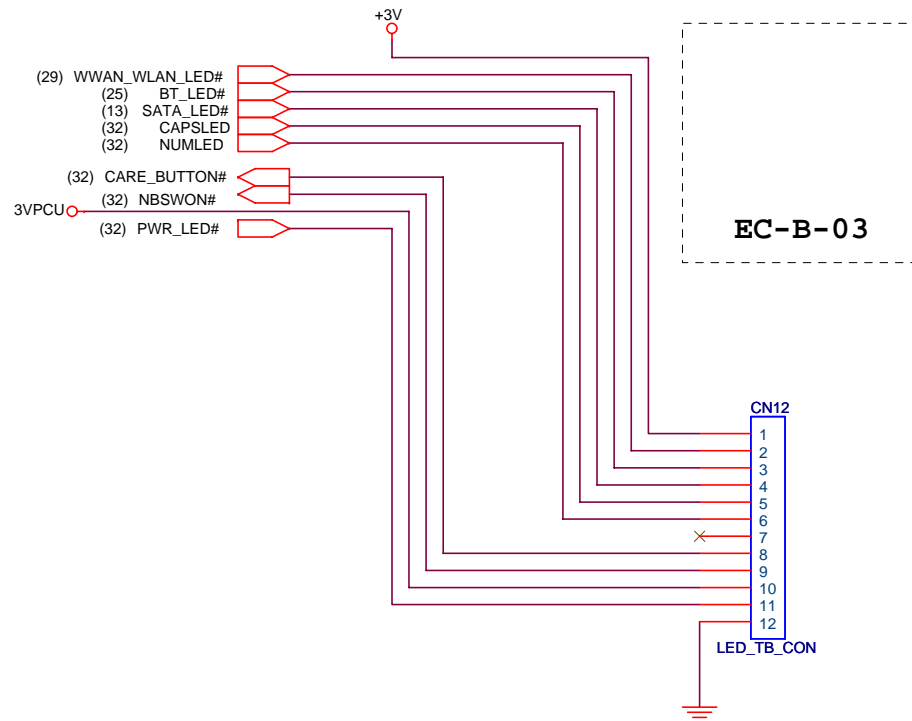 +3V
(29) WWAN_WLAN_LED#
(25) BT_LED#
(13) SATA_LED#
(32) CAPSLED
(32) NUMLED
(32) CARE_BUTTON#
(32) NBSWON#
3VPCU
(32) PWR_LED#
EC-B-03
CN12
1
2
3
4
5
6
7
8
9
10
11
12
LED_TB_CON